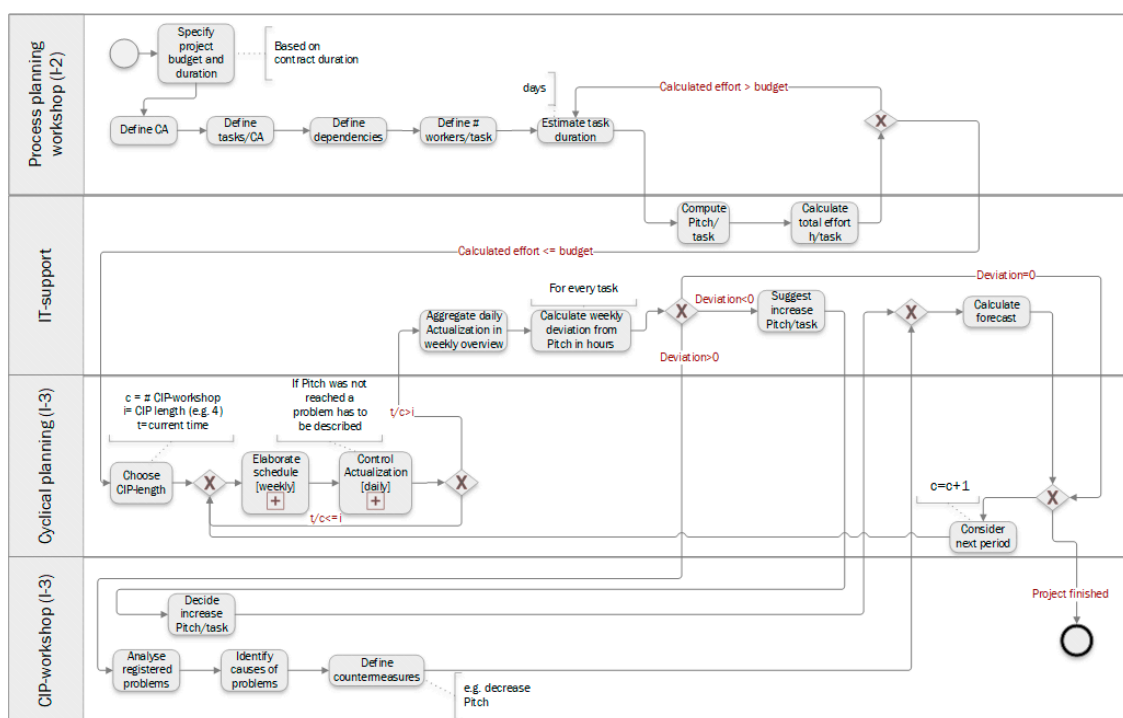 Process planning
workshop (I-2)
Specify
project
budget and
duration
Based on
contract duration
days
Calculated effort > budget
Define CA
Define
tasks/CA
Define
dependencies
Define #
workers/task
Estimate task
duration
X
IT-support
Compute
Pitch/
task
Calculate
total effort
h/task
Calculated effort <= budget
Deviation=0
For every task
Aggregate daily
Actualization in
weekly overview
Calculate weekly
deviation from
Pitch in hours
X
Deviation<0
Suggest
increase
Pitch/task
X
Calculate
forecast
Deviation>0
Cyclical planning (I-3)
c = # CIP-workshop
i= CIP length (e.g. 4)
t=current time
If Pitch was not
reached a
problem has to
be described
t/c>i
Choose
CIP-length
X
Elaborate
schedule
[weekly]
+
Control
Actualization
[daily]
+
X
t/c<=i
c=c+1
X
Consider
next period
CIP-workshop (I-3)
Decide
increase
Pitch/task
Project finished
Analyse
registered
problems
Identify
causes of
problems
Define
countermeasures
e.g. decrease
Pitch